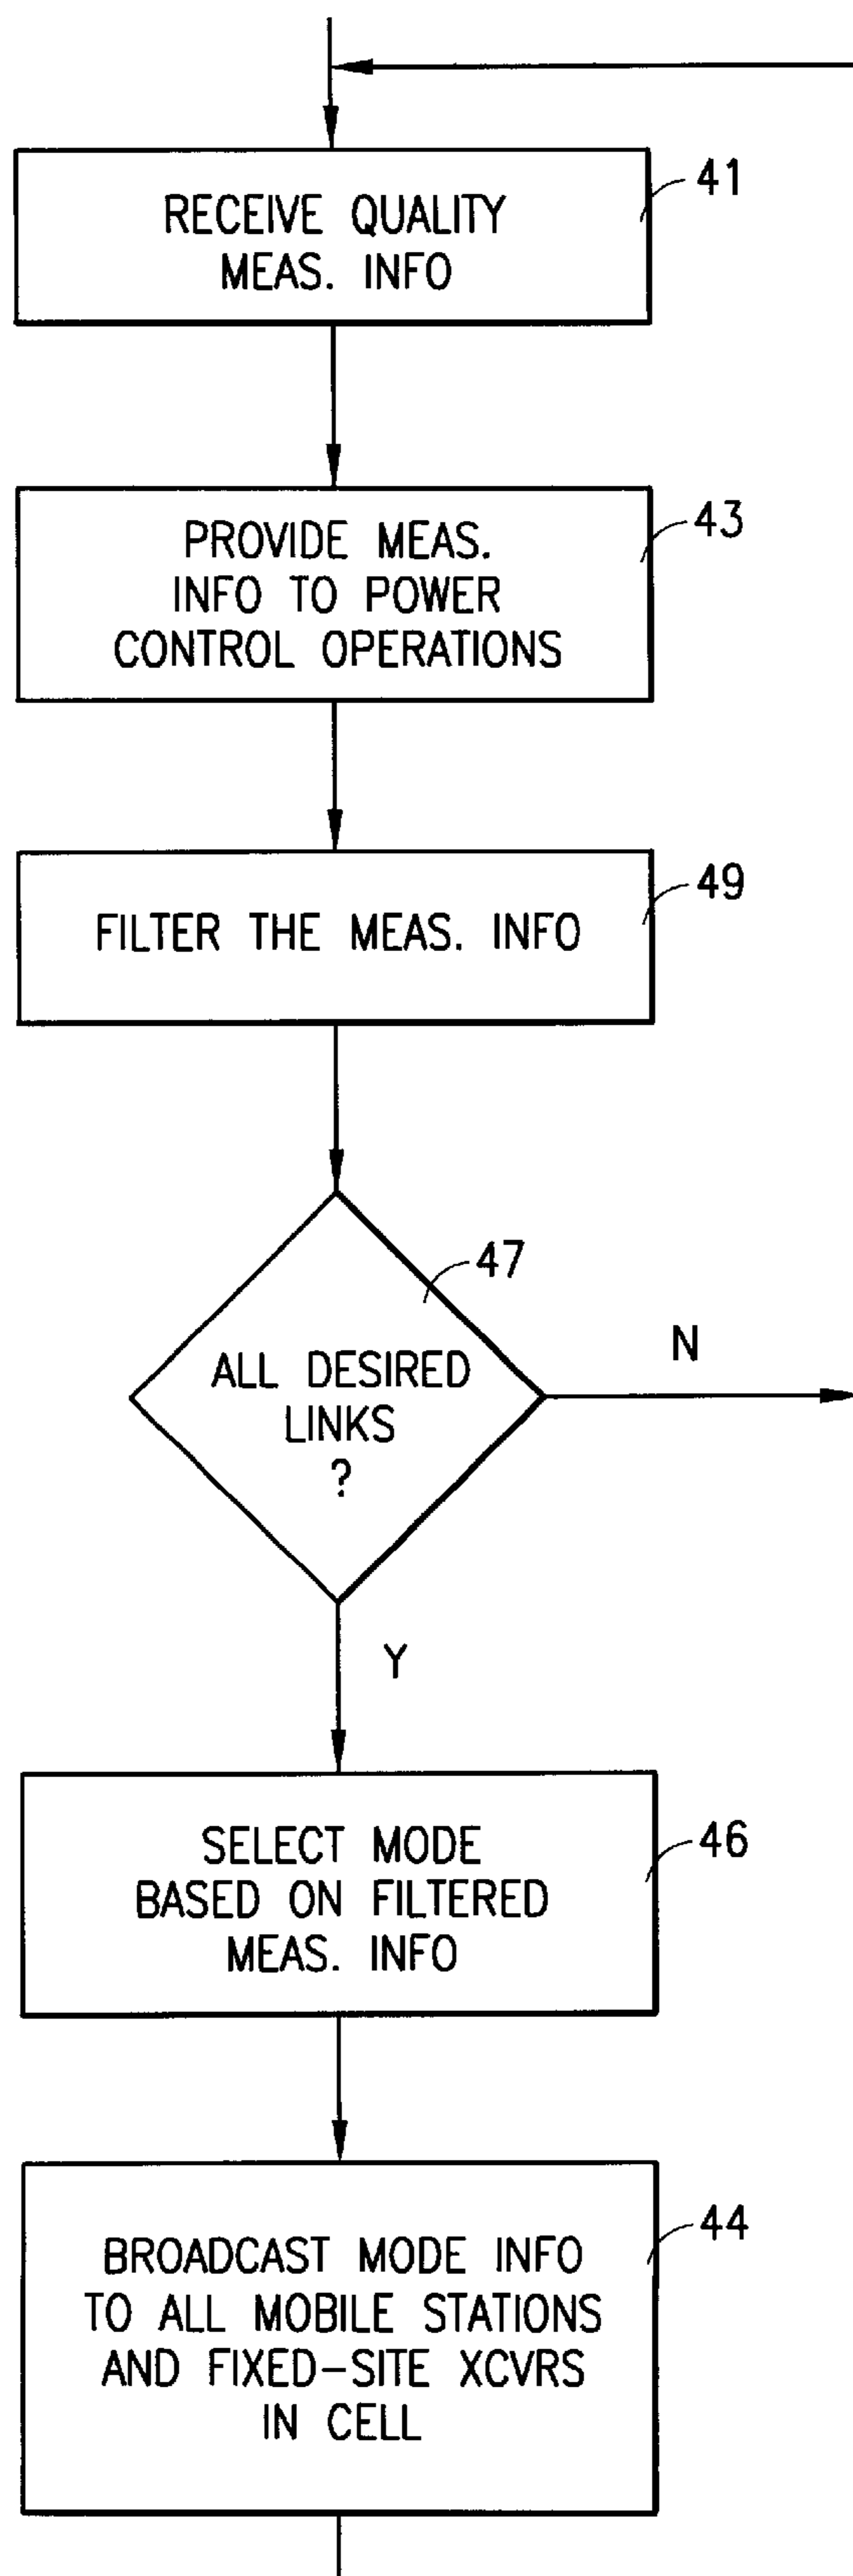 RECEIVE QUALITY
MEAS. INFO
41
PROVIDE MEAS.
INFO TO POWER
CONTROL OPERATIONS
43
FILTER THE MEAS. INFO
49
47
ALL DESIRED
LINKS
?
N
Y
SELECT MODE
BASED ON FILTERED
MEAS. INFO
46
BROADCAST MODE INFO
TO ALL MOBILE STATIONS
AND FIXED-SITE XCVRS
IN CELL
44